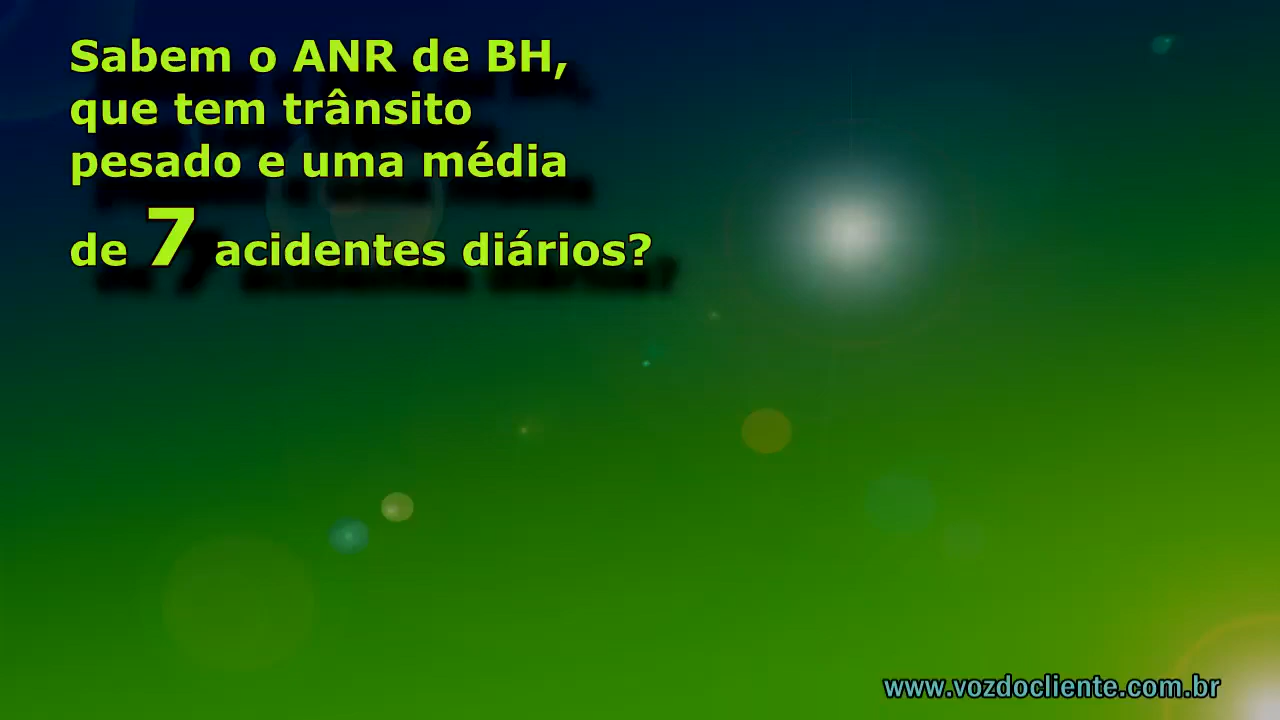 Sabem o ANR de BH,
que tem trânsito
pesado e uma média
de 7 acidentes diários?
www.vozdocliente.com.br